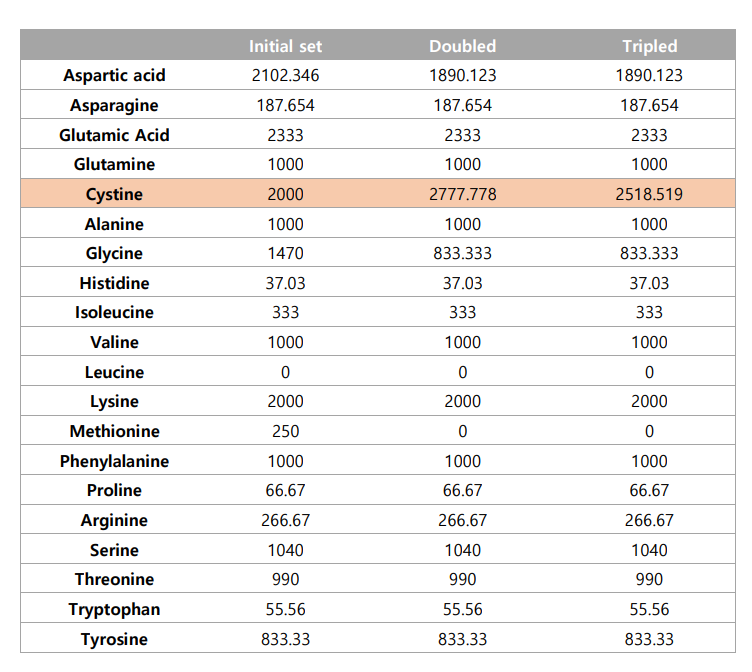 Initial set Doubled Tripled
Aspartic acid 2102.346 1890.123 1890.123
Asparagine 187.654 187.654 187.654
Glutamic Acid 2333 2333 2333
Glutamine 1000 1000 1000
Cystine 2000 2777.778 2518.519
Alanine 1000 1000 1000
Glycine 1470 833.333 833.333
Histidine 37.03 37.03 37.03
Isoleucine 333 333 333
Valine 1000 1000 1000
Leucine 0 0 0
Lysine 2000 2000 2000
Methionine 250 0 0
Phenylalanine 1000 1000 1000
Proline 66.67 66.67 66.67
Arginine 266.67 266.67 266.67
Serine 1040 1040 1040
Threonine 990 990 990
Tryptophan 55.56 55.56 55.56
Tyrosine 833.33 833.33 833.33